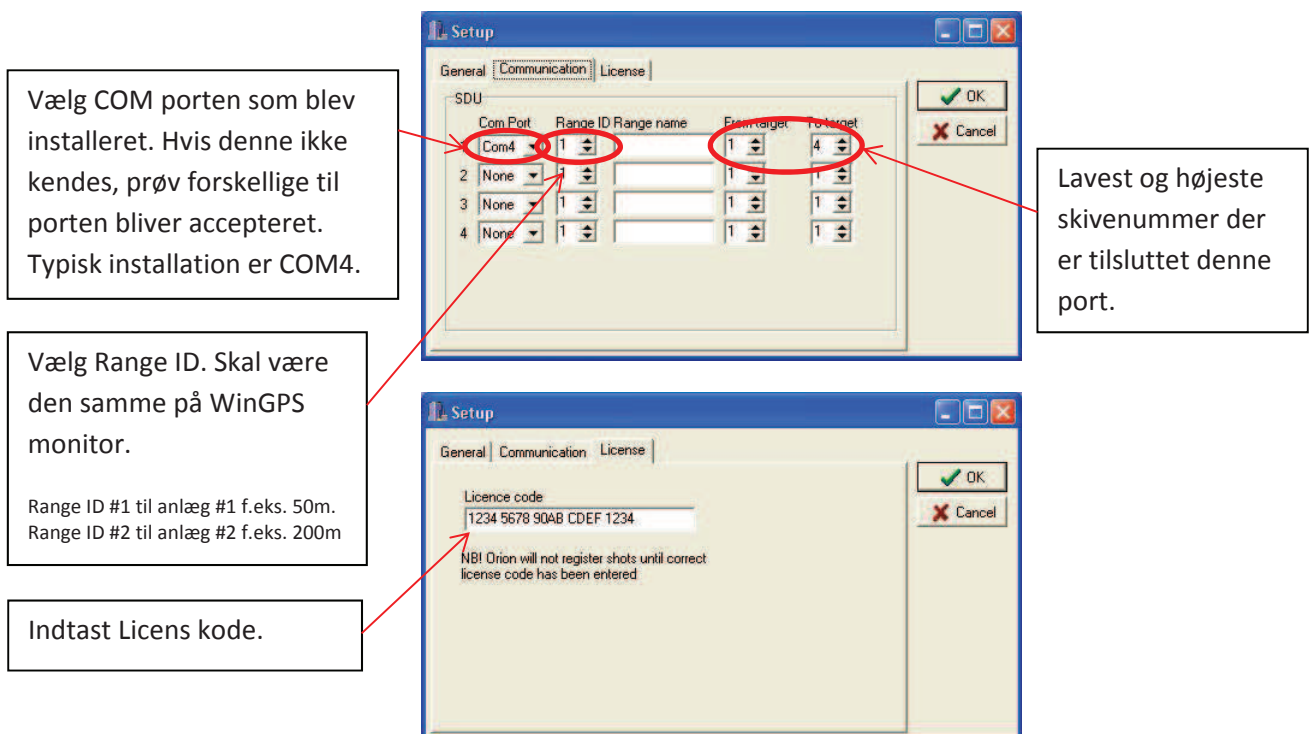 Setup
General Communication License
SDU
Com Port Range ID Range name From target To target
Com4 1 1 4
2 None 1 1 1
3 None 1 1 1
4 None 1 1 1
OK
Cancel
Vælg COM porten som blev
installeret. Hvis denne ikke
kendes, prøv forskellige til
porten bliver accepteret.
Typisk installation er COM4.
Lavest og højeste
skivenummer der
er tilsluttet denne
port.
Vælg Range ID. Skal være
den samme på WinGPS
monitor.
Range ID #1 til anlæg #1 f.eks. 50m.
Range ID #2 til anlæg #2 f.eks. 200m
Setup
General Communication License
Licence code
1234 5678 90AB CDEF 1234
NB! Orion will not register shots until correct
license code has been entered
OK
Cancel
Indtast Licens kode.